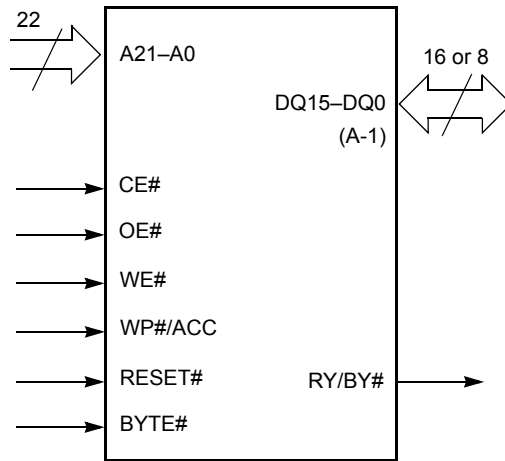 22
A21–A0
16 or 8
DQ15–DQ0
(A-1)
CE#
OE#
WE#
WP#/ACC
RESET#
RY/BY#
BYTE#